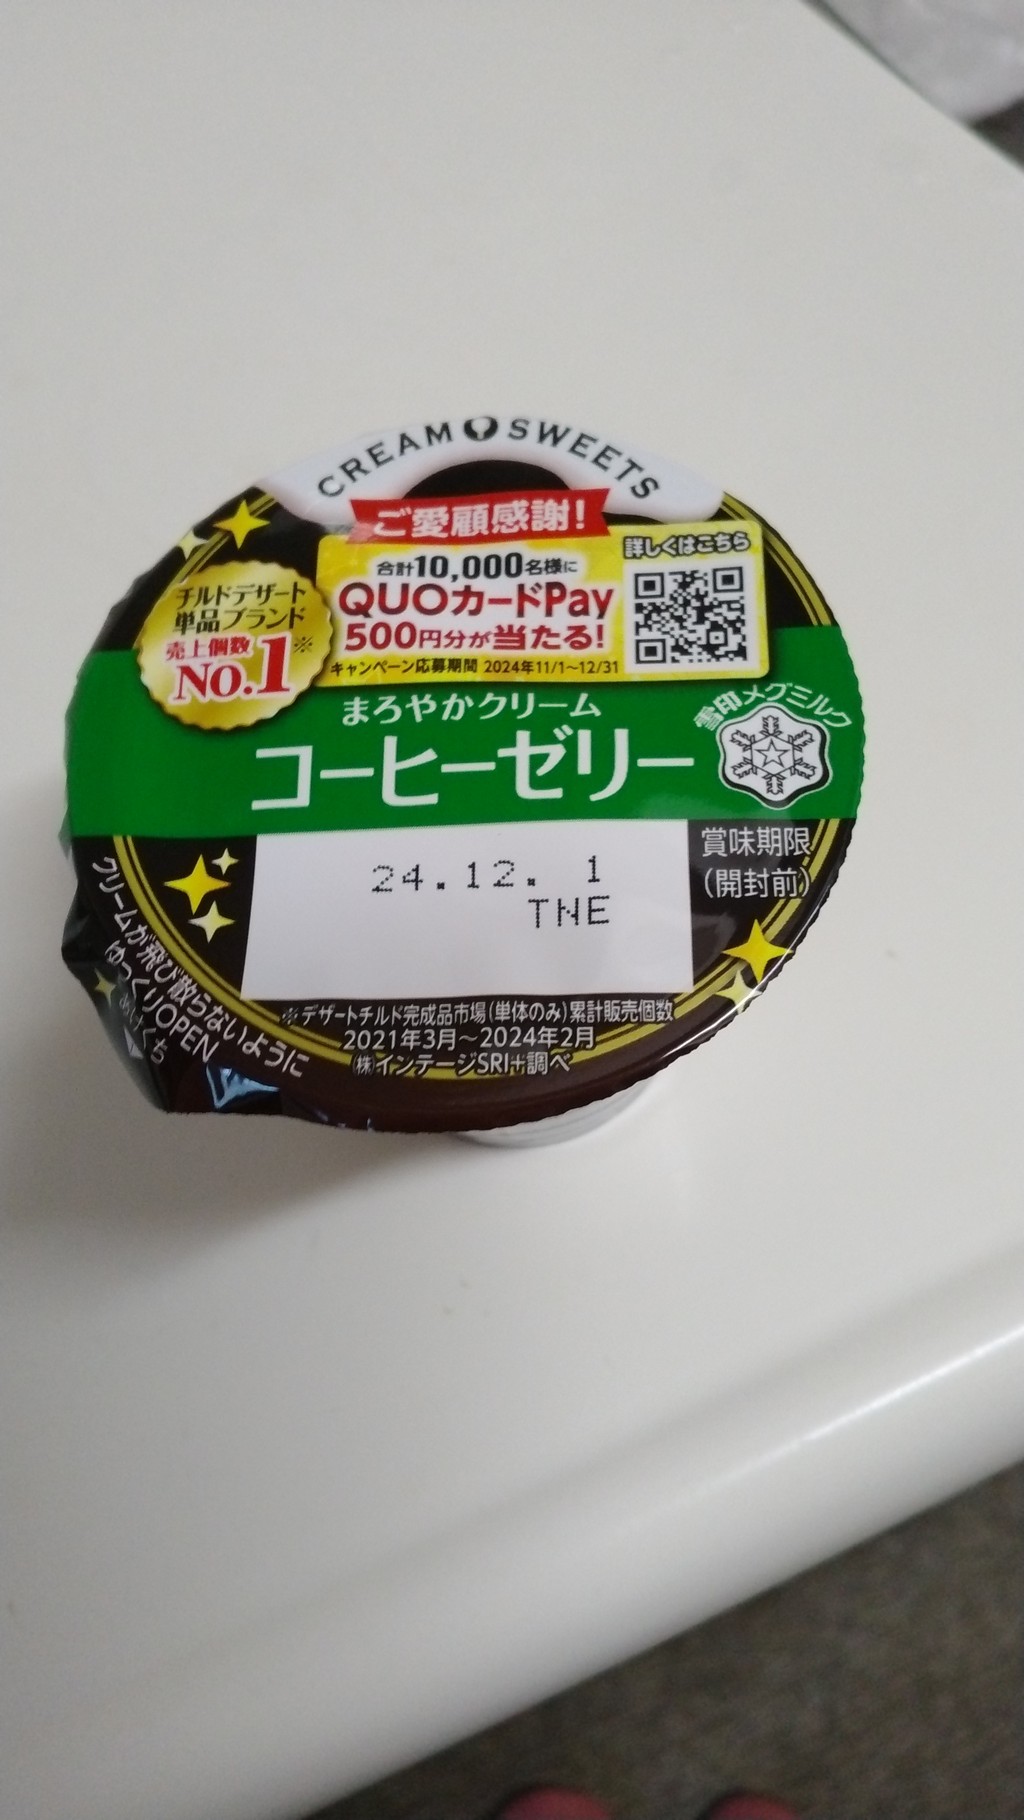 CREAM SWEETS
ご愛顧感謝!
詳しくはこちら
合計10,000名様に
QUOカードPay
500円分が当たる!
キャンペーン応募期間 2024年11/1～12/31
チルドデザート
単品ブランド
売上個数
No.1※
まろやかクリーム
コーヒーゼリー
雪印メグミルク
賞味期限
(開封前)
24.12. 1
TNE
クリームが飛び散らないように
ゆっくりOPEN
あけくち
※デザートチルド完成品市場(単体のみ)累計販売個数
2021年3月～2024年2月
㈱インテージSRI+調べ